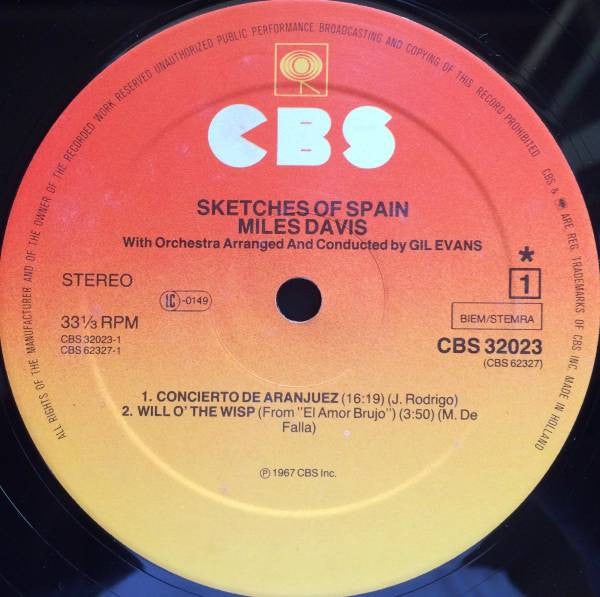 ALL RIGHTS OF THE MANUFACTURER AND OF THE OWNER OF THE RECORDED WORK RESERVED UNAUTHORIZED PUBLIC PERFORMANCE BROADCASTING AND COPYING OF THIS RECORD PROHIBITED CBS & ARE REG. TRADEMARKS OF CBS INC. MADE IN HOLLAND
CBS
SKETCHES OF SPAIN
MILES DAVIS
With Orchestra Arranged And Conducted by GIL EVANS
STEREO
LC-0149
*
1
33⅓ RPM
BIEM/STEMRA
CBS 32023-1
CBS 62327-1
CBS 32023
(CBS 62327)
1. CONCIERTO DE ARANJUEZ (16:19) (J. Rodrigo)
2. WILL O' THE WISP (From "El Amor Brujo") (3:50) (M. De
Falla)
℗ 1967 CBS Inc.